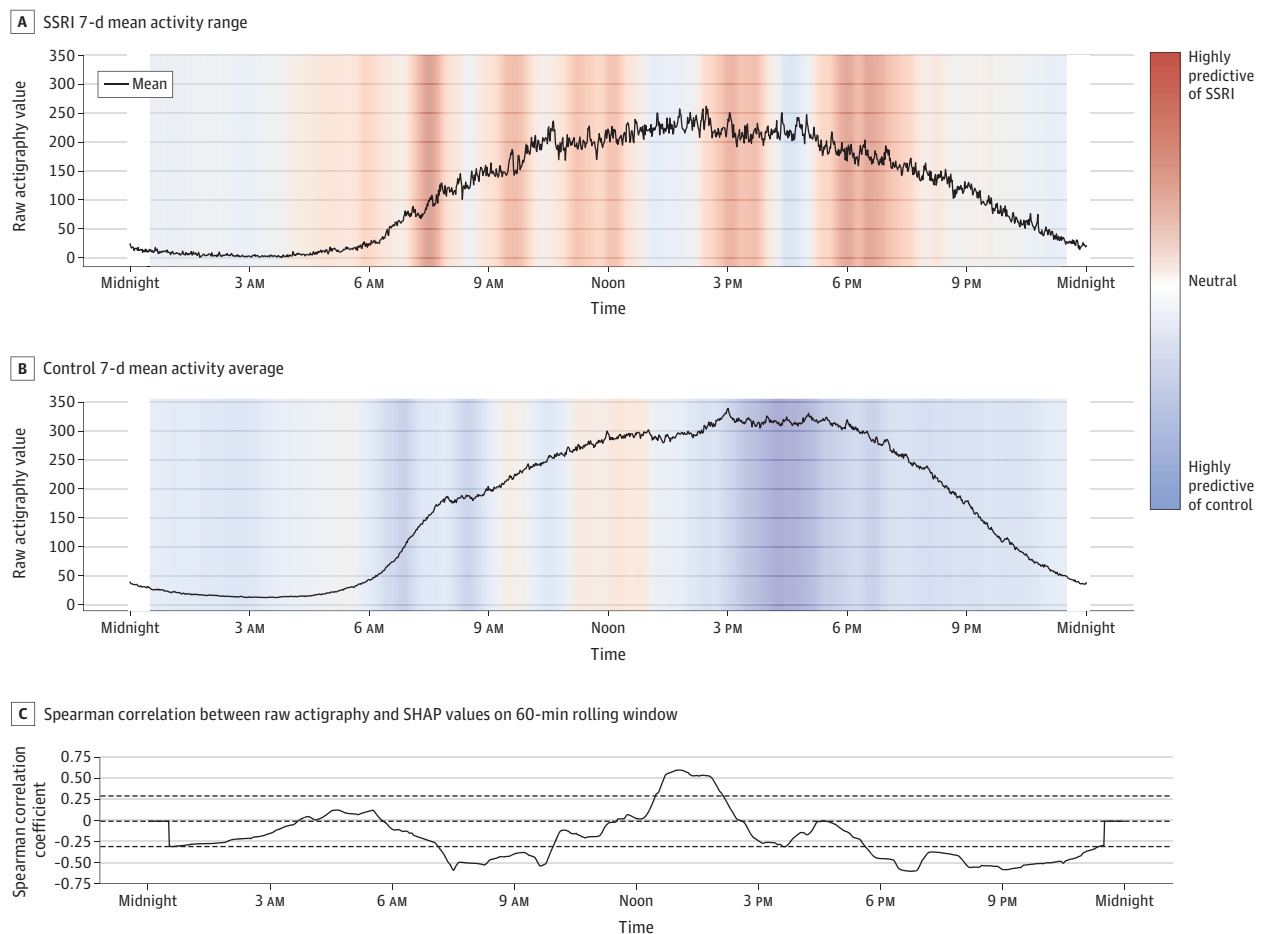 A SSRI 7-d mean activity range
Raw actigraphy value
350
300
250
200
150
100
50
0
Mean
Midnight 3 AM 6 AM 9 AM Noon 3 PM 6 PM 9 PM Midnight
Time
Highly
predictive
of SSRI
Neutral
Highly
predictive
of control
B Control 7-d mean activity average
Raw actigraphy value
350
300
250
200
150
100
50
0
Midnight 3 AM 6 AM 9 AM Noon 3 PM 6 PM 9 PM Midnight
Time
C Spearman correlation between raw actigraphy and SHAP values on 60-min rolling window
Spearman correlation
coefficient
0.75
0.50
0.25
0
−0.25
−0.50
−0.75
Midnight 3 AM 6 AM 9 AM Noon 3 PM 6 PM 9 PM Midnight
Time